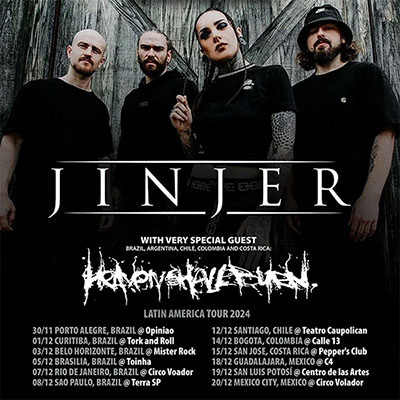 JINJER
WITH VERY SPECIAL GUEST
BRAZIL, ARGENTINA, CHILE, COLOMBIA AND COSTA RICA:
HEAVEN SHALL BURN.
LATIN AMERICA TOUR 2024
30/11 PORTO ALEGRE, BRAZIL @ Opiniao
01/12 CURITIBA, BRAZIL @ Tork and Roll
03/12 BELO HORIZONTE, BRAZIL @ Mister Rock
05/12 BRASILIA, BRAZIL @ Toinha
07/12 RIO DE JANEIRO, BRAZIL @ Circo Voador
08/12 SAO PAULO, BRAZIL @ Terra SP
12/12 SANTIAGO, CHILE @ Teatro Caupolican
14/12 BOGOTA, COLOMBIA @ Calle 13
15/12 SAN JOSE, COSTA RICA @ Pepper's Club
18/12 GUADALAJARA, MEXICO @ C4
19/12 SAN LUIS POTOSÍ @ Centro de las Artes
20/12 MEXICO CITY, MEXICO @ Circo Volador